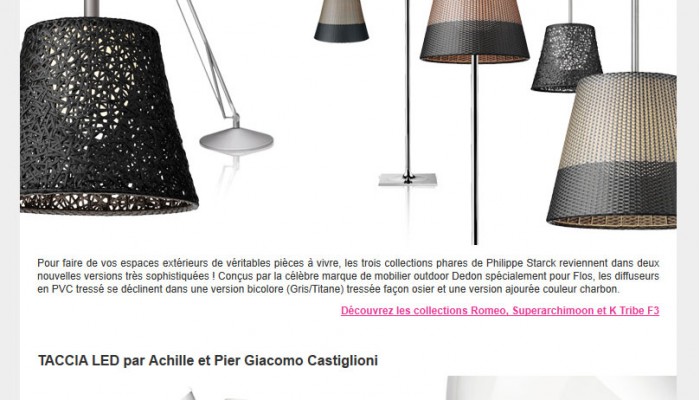 Pour faire de vos espaces extérieurs de véritables pièces à vivre, les trois collections phares de Philippe Starck reviennent dans deux
nouvelles versions très sophistiquées ! Conçus par la célèbre marque de mobilier outdoor Dedon spécialement pour Flos, les diffuseurs
en PVC tressé se déclinent dans une version bicolore (Gris/Titane) tressée façon osier et une version ajourée couleur charbon.
Découvrez les collections Romeo, Superarchimoon et K Tribe F3
TACCIA LED par Achille et Pier Giacomo Castiglioni